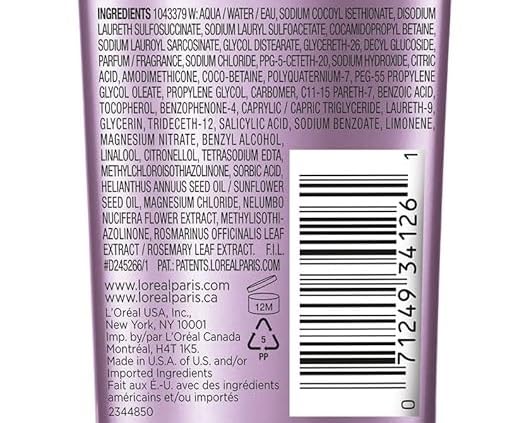 INGREDIENTS 1043379 W: AQUA / WATER / EAU, SODIUM COCOYL ISETHIONATE, DISODIUM
LAURETH SULFOSUCCINATE, SODIUM LAURYL SULFOACETATE, COCAMIDOPROPYL BETAINE,
SODIUM LAUROYL SARCOSINATE, GLYCOL DISTEARATE, GLYCERETH-26, DECYL GLUCOSIDE,
PARFUM / FRAGRANCE, SODIUM CHLORIDE, PPG-5-CETETH-20, SODIUM HYDROXIDE, CITRIC
ACID, AMODIMETHICONE, COCO-BETAINE, POLYQUATERNIUM-7, PEG-55 PROPYLENE
GLYCOL OLEATE, PROPYLENE GLYCOL, CARBOMER, C11-15 PARETH-7, BENZOIC ACID,
TOCOPHEROL, BENZOPHENONE-4, CAPRYLIC / CAPRIC TRIGLYCERIDE, LAURETH-9,
GLYCERIN, TRIDECETH-12, SALICYLIC ACID, SODIUM BENZOATE, LIMONENE,
MAGNESIUM NITRATE, BENZYL ALCOHOL,
LINALOOL, CITRONELLOL, TETRASODIUM EDTA,
METHYLCHLOROISOTHIAZOLINONE, SORBIC ACID,
HELIANTHUS ANNUUS SEED OIL / SUNFLOWER
SEED OIL, MAGNESIUM CHLORIDE, NELUMBO
NUCIFERA FLOWER EXTRACT, METHYLISOTHI-
AZOLINONE, ROSMARINUS OFFICINALIS LEAF
EXTRACT / ROSEMARY LEAF EXTRACT. F.I.L.
#D245266/1 PAT.: PATENTS.LOREALPARIS.COM
www.lorealparis.com
www.lorealparis.ca
L'Oréal USA, Inc.,
New York, NY 10001
Imp. by/par L'Oréal Canada
Montréal, H4T 1K5.
Made in U.S.A. of U.S. and/or
Imported Ingredients
Fait aux É.-U. avec des ingrédients
américains et/ou importés
2344850
12M
5
PP
0 71249 34126 1